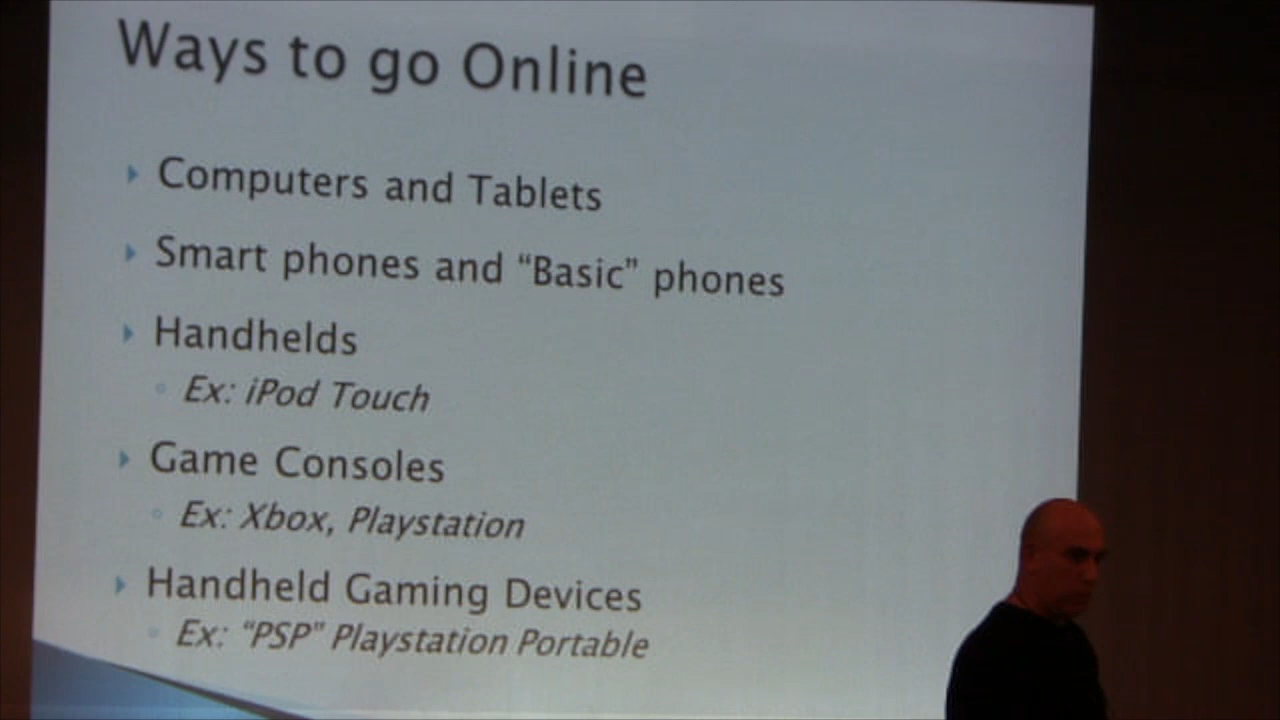 Ways to go Online
Computers and Tablets
Smart phones and “Basic” phones
Handhelds
Ex: iPod Touch
Game Consoles
Ex: Xbox, Playstation
Handheld Gaming Devices
Ex: “PSP” Playstation Portable